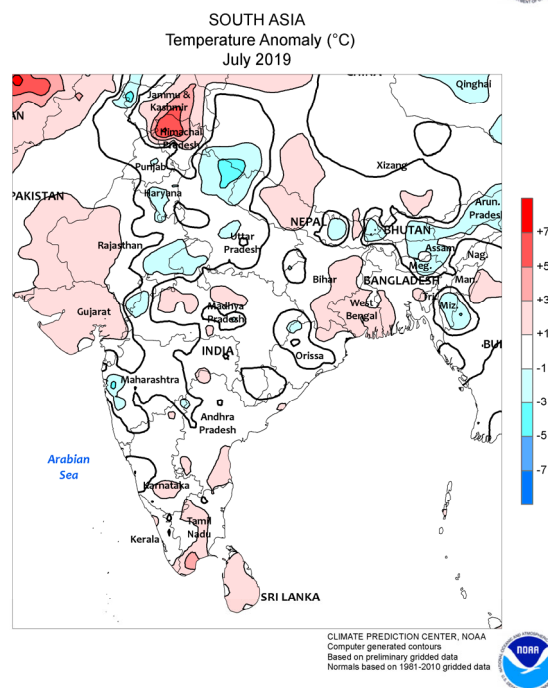 SOUTH ASIA
Temperature Anomaly (°C)
July 2019
Jammu &
Kashmir
Himachal
Pradesh
Qinghai
Punjab
Xizang
Haryana
PAKISTAN
Arun.
Prades
NEPAL
BHUTAN
Rajasthan
Uttar
Pradesh
Assam
Nag.
Meg.
Bihar
BANGLADESH
Man.
Tri.
Miz.
Gujarat
Madhya
Pradesh
West
Bengal
INDIA
Orissa
BU
Maharashtra
Andhra
Pradesh
Arabian
Sea
Karnataka
Tamil
Nadu
Kerala
SRI LANKA
+7
+5
+3
+1
-1
-3
-5
-7
CLIMATE PREDICTION CENTER, NOAA
Computer generated contours
Based on preliminary gridded data
Normals based on 1981-2010 gridded data
NOAA